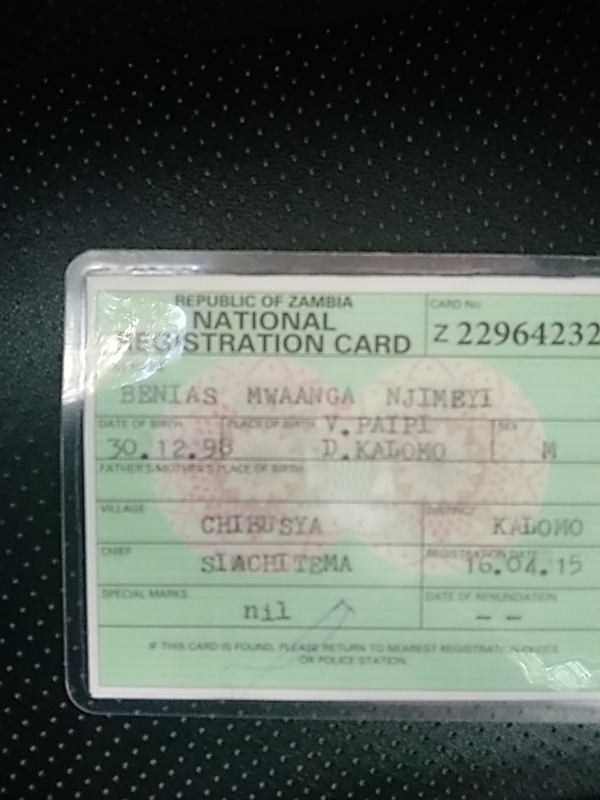 REPUBLIC OF ZAMBIA
NATIONAL
REGISTRATION CARD
CARD No.
Z 22964232
BENIAS MWAANGA NJIMEYI
DATE OF BIRTH PLACE OF BIRTH V.PAIPI SEX
30.12.98 D.KALOMO M
FATHER'S/MOTHER'S PLACE OF BIRTH
VILLAGE DISTRICT
CHIBUSYA KALOMO
CHIEF REGISTRATION DATE
SIACHITEMA 16.04.15
SPECIAL MARKS DATE OF RENUNCIATION
nil — —
IF THIS CARD IS FOUND, PLEASE RETURN TO NEAREST REGISTRATION OFFICE
OR POLICE STATION.